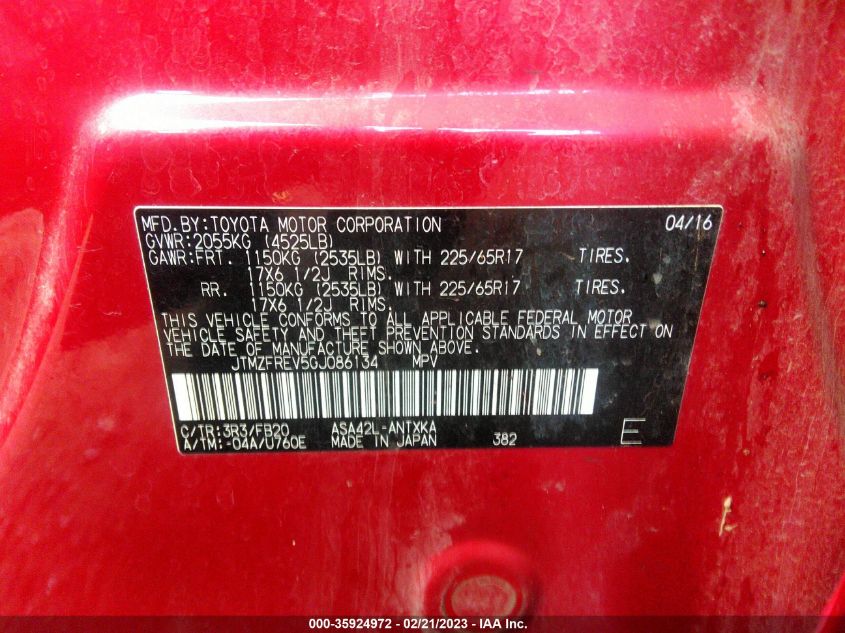 MFD.BY:TOYOTA MOTOR CORPORATION 04/16
GVWR:2055KG (4525LB)
GAWR:FRT. 1150KG (2535LB) WITH 225/65R17 TIRES.
17X6 1/2J RIMS.
RR. 1150KG (2535LB) WITH 225/65R17 TIRES.
17X6 1/2J RIMS.
THIS VEHICLE CONFORMS TO ALL APPLICABLE FEDERAL MOTOR
VEHICLE SAFETY AND THEFT PREVENTION STANDARDS IN EFFECT ON
THE DATE OF MANUFACTURE SHOWN ABOVE.
JTMZFREV5GJ086134 MPV
C/TR:3R3/FB20 ASA42L-ANTXKA
A/TM:-04A/U760E MADE IN JAPAN 382 E
000-35924972 - 02/21/2023 - IAA Inc.